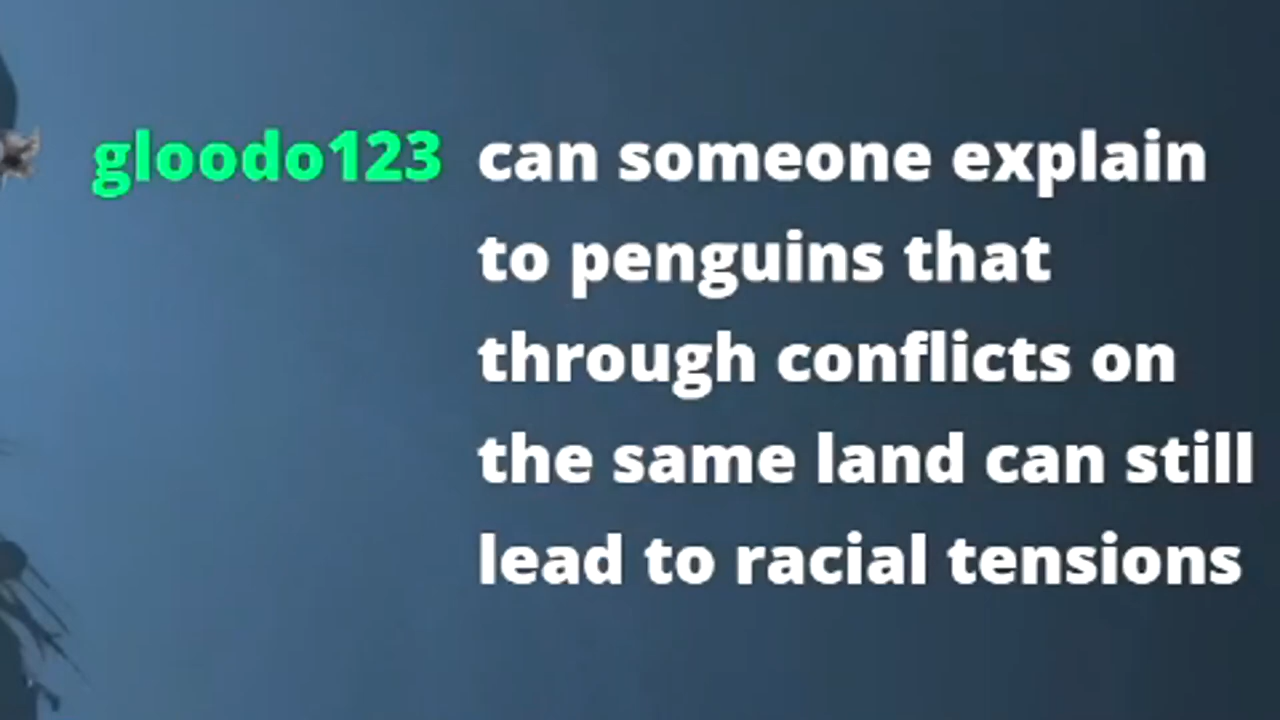 gloodo123 can someone explain
to penguins that
through conflicts on
the same land can still
lead to racial tensions